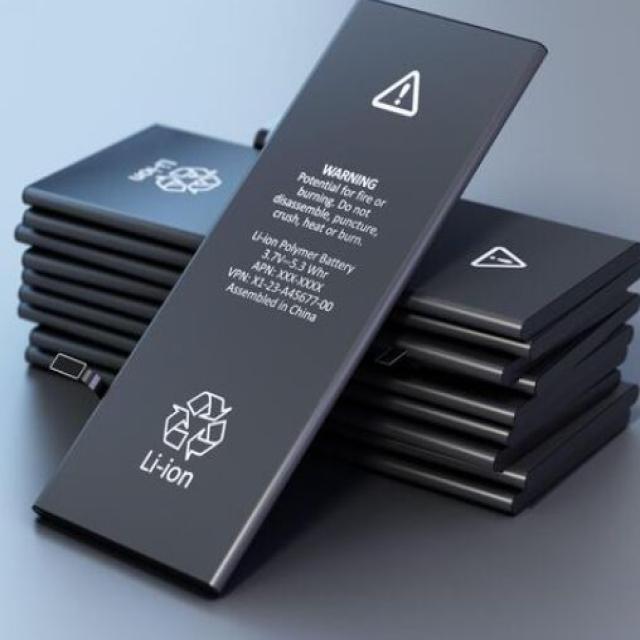 WARNING
Potential for fire or
burning. Do not
disassemble, puncture,
crush, heat or burn.
Li-ion Polymer Battery
3.7V⎓5.3 Whr
APN: XXX-XXXX
VPN: X1-23-A45677-00
Assembled in China
Li-ion
Li-ion